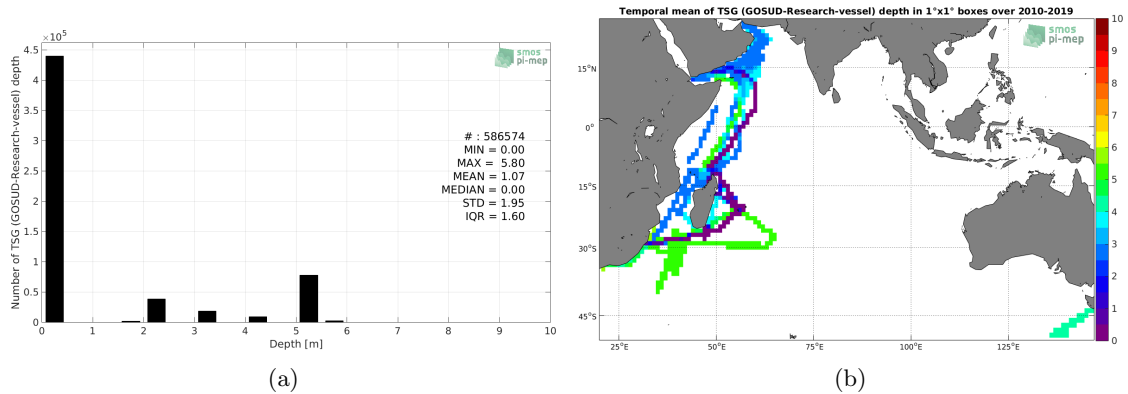 ×10⁵
4.5
4
3.5
3
2.5
2
1.5
1
0.5
0
Number of TSG (GOSUD-Research-vessel) depth
smos
pi-mep
# : 586574
MIN = 0.00
MAX = 5.80
MEAN = 1.07
MEDIAN = 0.00
STD = 1.95
IQR = 1.60
0 1 2 3 4 5 6 7 8 9 10
Depth [m]
(a)
Temporal mean of TSG (GOSUD-Research-vessel) depth in 1°x1° boxes over 2010-2019
smos
pi-mep
15°N
0°
15°S
30°S
45°S
25°E 50°E 75°E 100°E 125°E
10
9
8
7
6
5
4
3
2
1
0
(b)